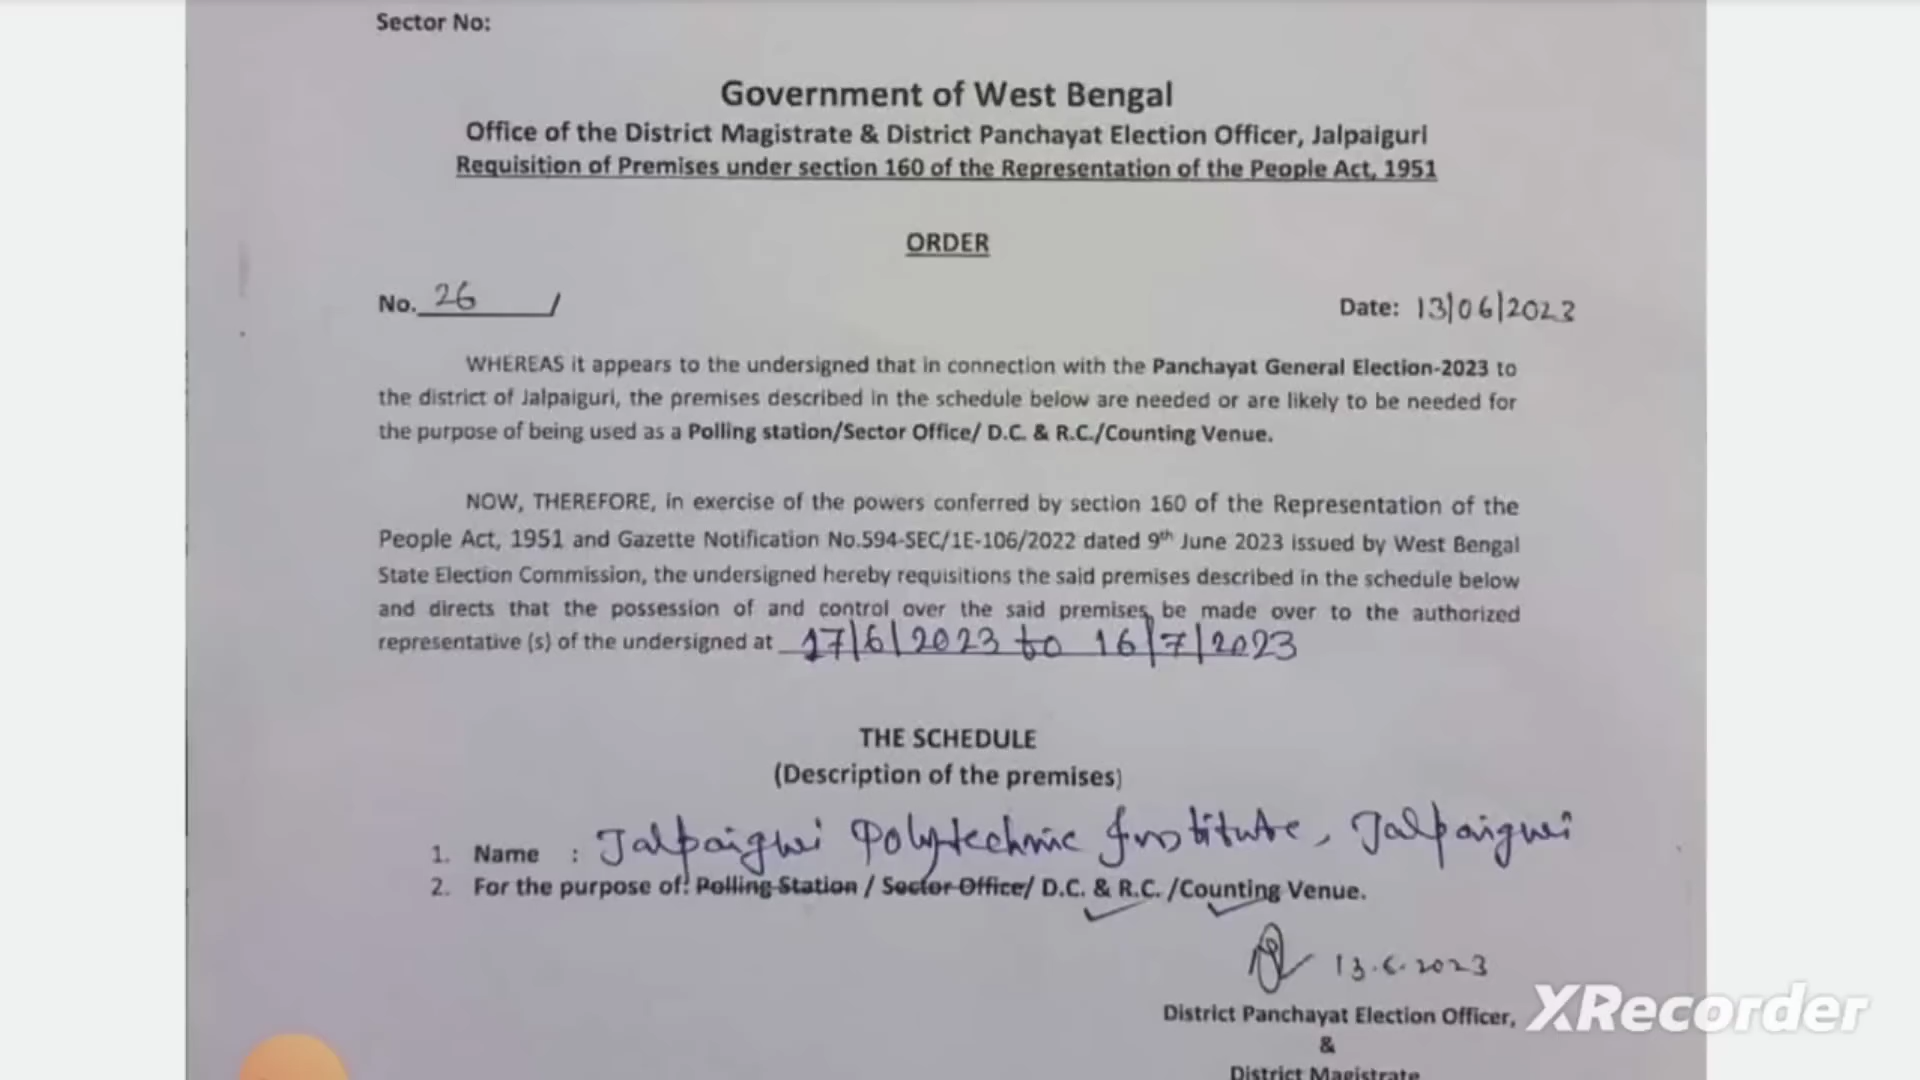 Sector No:
Government of West Bengal
Office of the District Magistrate & District Panchayat Election Officer, Jalpaiguri
Requisition of Premises under section 160 of the Representation of the People Act, 1951
ORDER
No. 26 /
Date: 13/06/2023
WHEREAS it appears to the undersigned that in connection with the Panchayat General Election-2023 to
the district of Jalpaiguri, the premises described in the schedule below are needed or are likely to be needed for
the purpose of being used as a Polling station/Sector Office/ D.C. & R.C./Counting Venue.
NOW, THEREFORE, in exercise of the powers conferred by section 160 of the Representation of the
People Act, 1951 and Gazette Notification No.594-SEC/1E-106/2022 dated 9th June 2023 issued by West Bengal
State Election Commission, the undersigned hereby requisitions the said premises described in the schedule below
and directs that the possession of and control over the said premises be made over to the authorized
representative (s) of the undersigned at 17/6/2023 to 16/7/2023
THE SCHEDULE
(Description of the premises)
1. Name : Jalpaiguri Polytechnic Institute, Jalpaiguri
2. For the purpose of: Polling Station / Sector Office/ D.C. & R.C. /Counting Venue.
13.6.2023
District Panchayat Election Officer,
&
District Magistrate
XRecorder